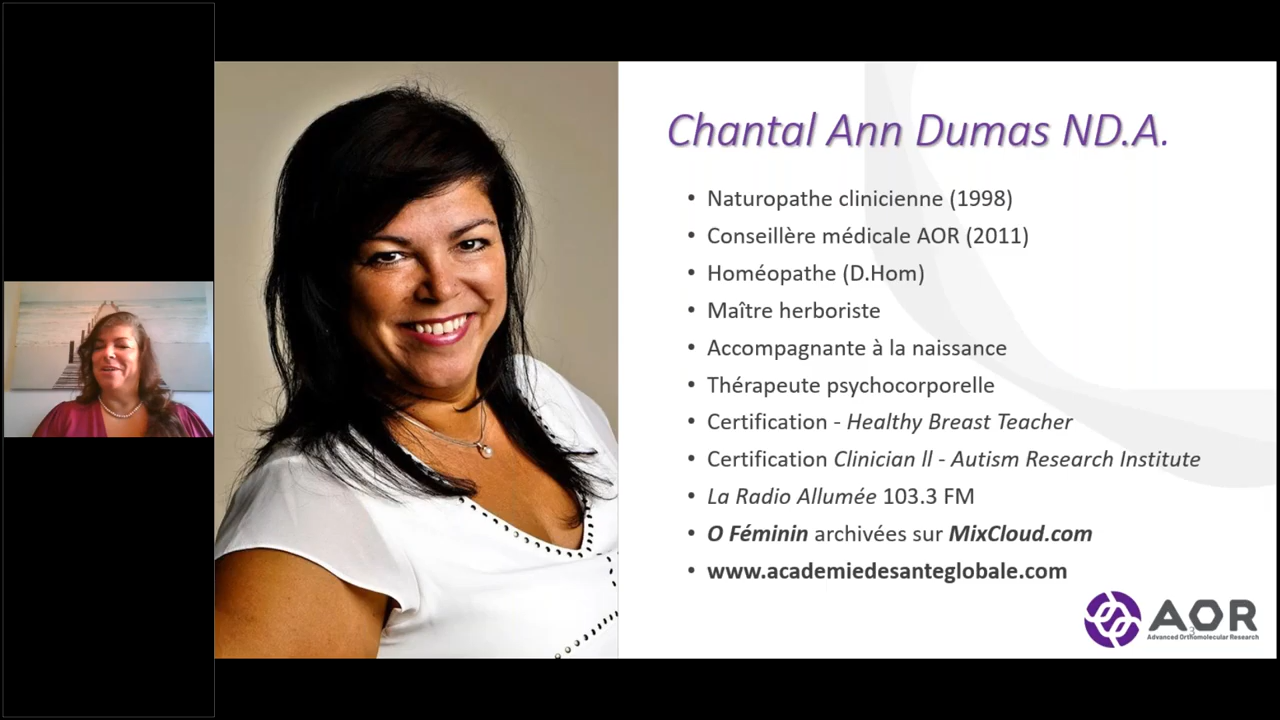 Chantal Ann Dumas ND.A.
• Naturopathe clinicienne (1998)
• Conseillère médicale AOR (2011)
• Homéopathe (D.Hom)
• Maître herboriste
• Accompagnante à la naissance
• Thérapeute psychocorporelle
• Certification - Healthy Breast Teacher
• Certification Clinician ll - Autism Research Institute
• La Radio Allumée 103.3 FM
• O Féminin archivées sur MixCloud.com
• www.academiedesanteglobale.com
AOR
3
Advanced Orthomolecular Research